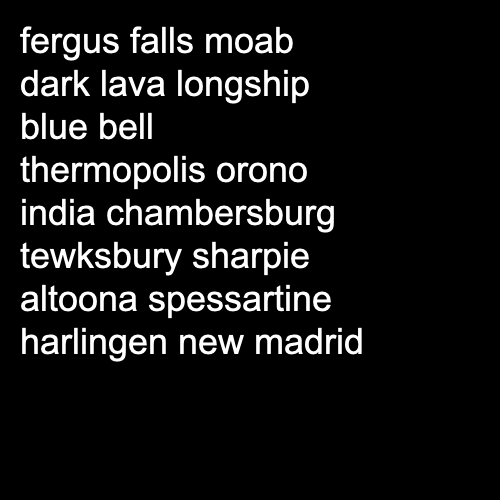 fergus falls moab
dark lava longship
blue bell
thermopolis orono
india chambersburg
tewksbury sharpie
altoona spessartine
harlingen new madrid